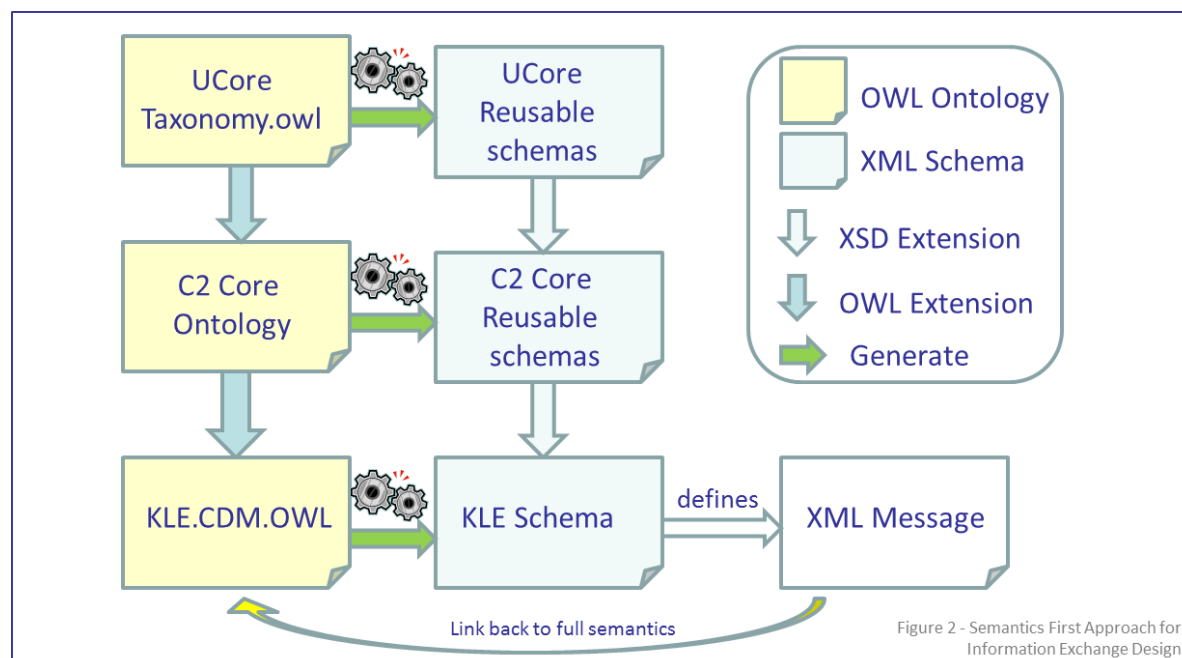 UCore
Taxonomy.owl
UCore
Reusable
schemas
OWL Ontology
XML Schema
XSD Extension
OWL Extension
Generate
C2 Core
Ontology
C2 Core
Reusable
schemas
KLE.CDM.OWL
KLE Schema
defines
XML Message
Link back to full semantics
Figure 2 - Semantics First Approach for
Information Exchange Design